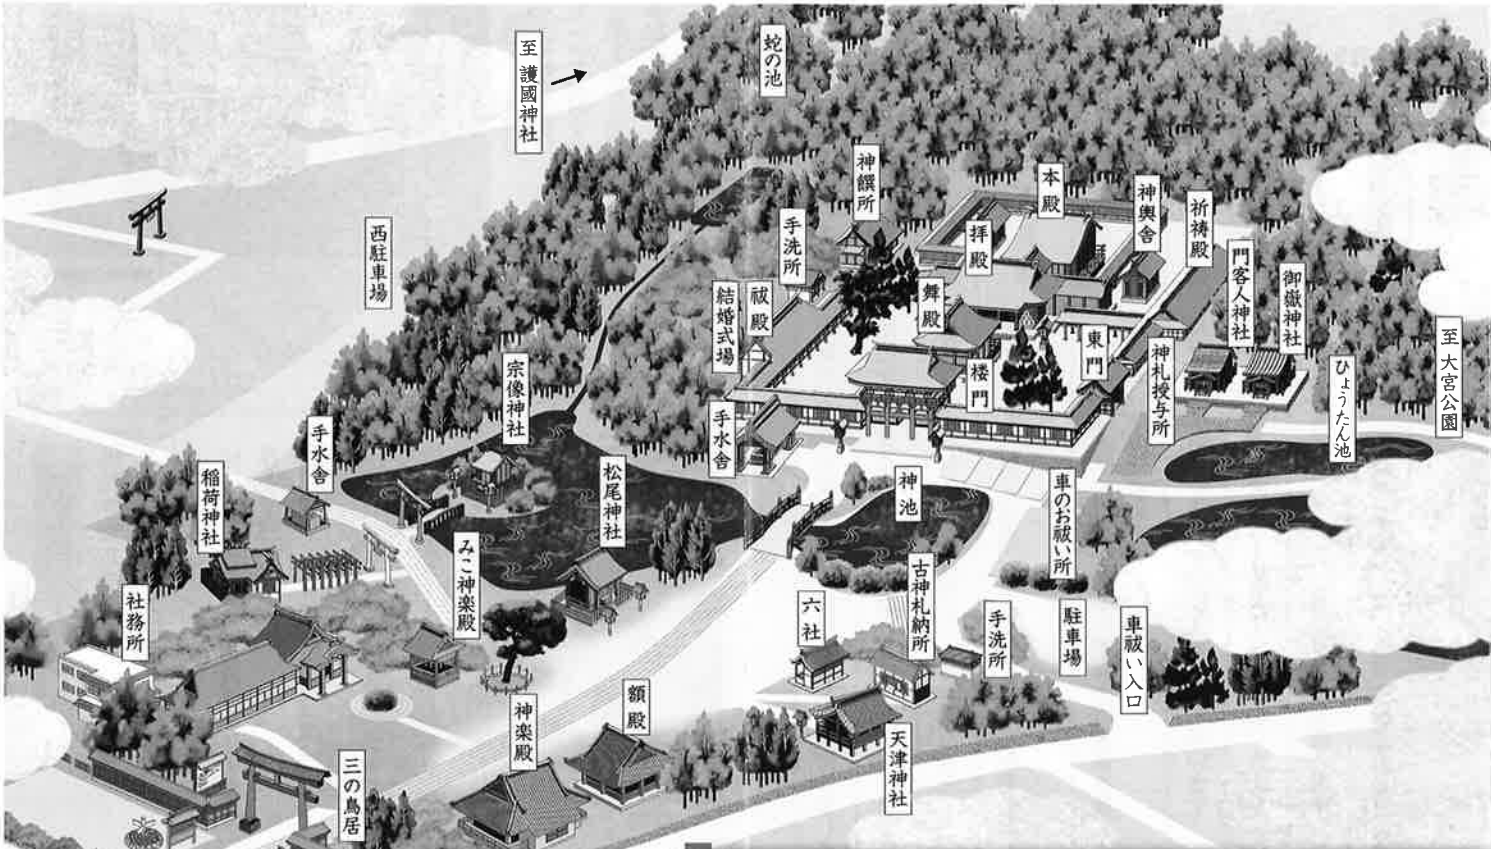 至 護國神社
蛇の池
神饌所
本殿
神輿舎
祈祷殿
西駐車場
手洗所
拝殿
門客人神社
御嶽神社
結婚式場
祓殿
舞殿
東門
神札授与所
至 大宮公園
ひょうたん池
宗像神社
楼門
手水舎
手水舎
稲荷神社
松尾神社
神池
車のお祓い所
みこ神楽殿
古神札納所
社務所
六社
手洗所
駐車場
車祓い入口
神楽殿
額殿
天津神社
三の鳥居